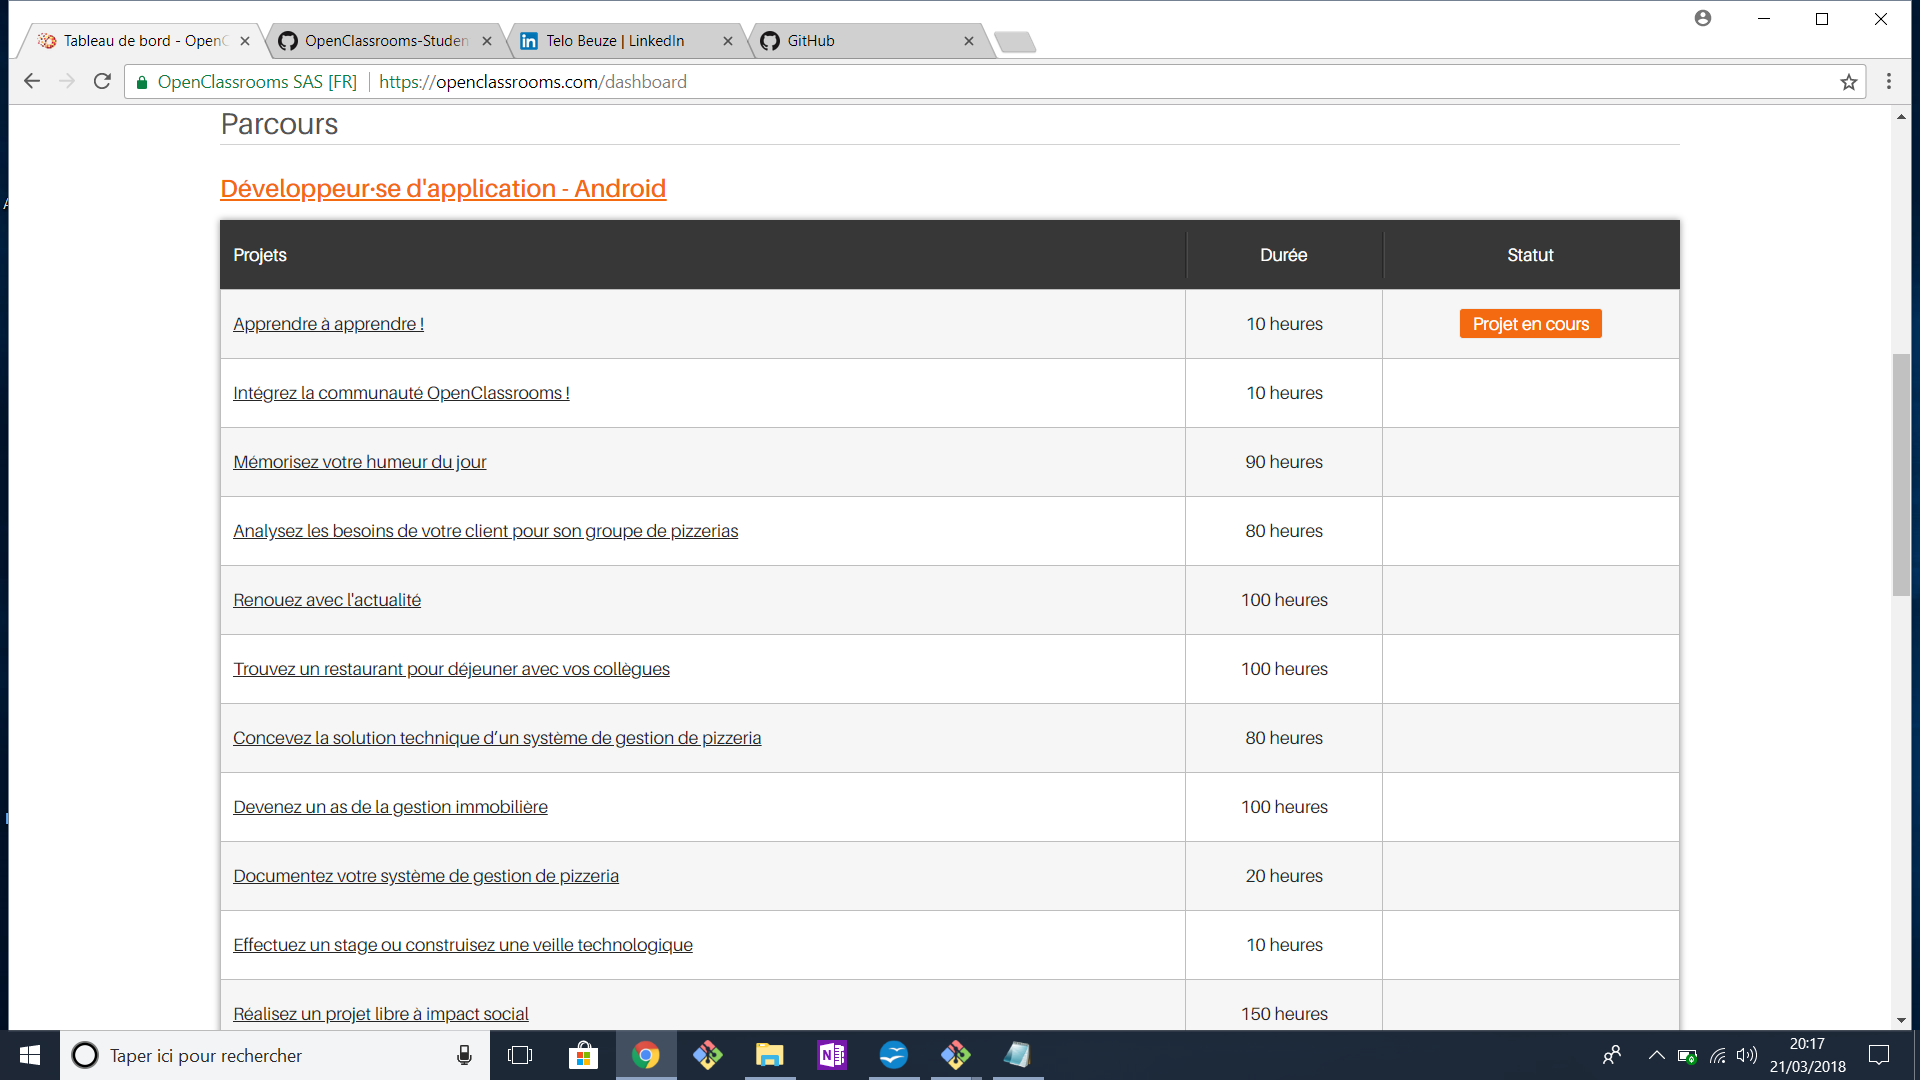 Tableau de bord - OpenC
OpenClassrooms-Studen
Telo Beuze | LinkedIn
GitHub
OpenClassrooms SAS [FR] https://openclassrooms.com/dashboard
Parcours
Développeur·se d'application - Android
Projets Durée Statut
Apprendre à apprendre ! 10 heures Projet en cours
Intégrez la communauté OpenClassrooms ! 10 heures
Mémorisez votre humeur du jour 90 heures
Analysez les besoins de votre client pour son groupe de pizzerias 80 heures
Renouez avec l'actualité 100 heures
Trouvez un restaurant pour déjeuner avec vos collègues 100 heures
Concevez la solution technique d’un système de gestion de pizzeria 80 heures
Devenez un as de la gestion immobilière 100 heures
Documentez votre système de gestion de pizzeria 20 heures
Effectuez un stage ou construisez une veille technologique 10 heures
Réalisez un projet libre à impact social 150 heures
Taper ici pour rechercher
20:17
21/03/2018